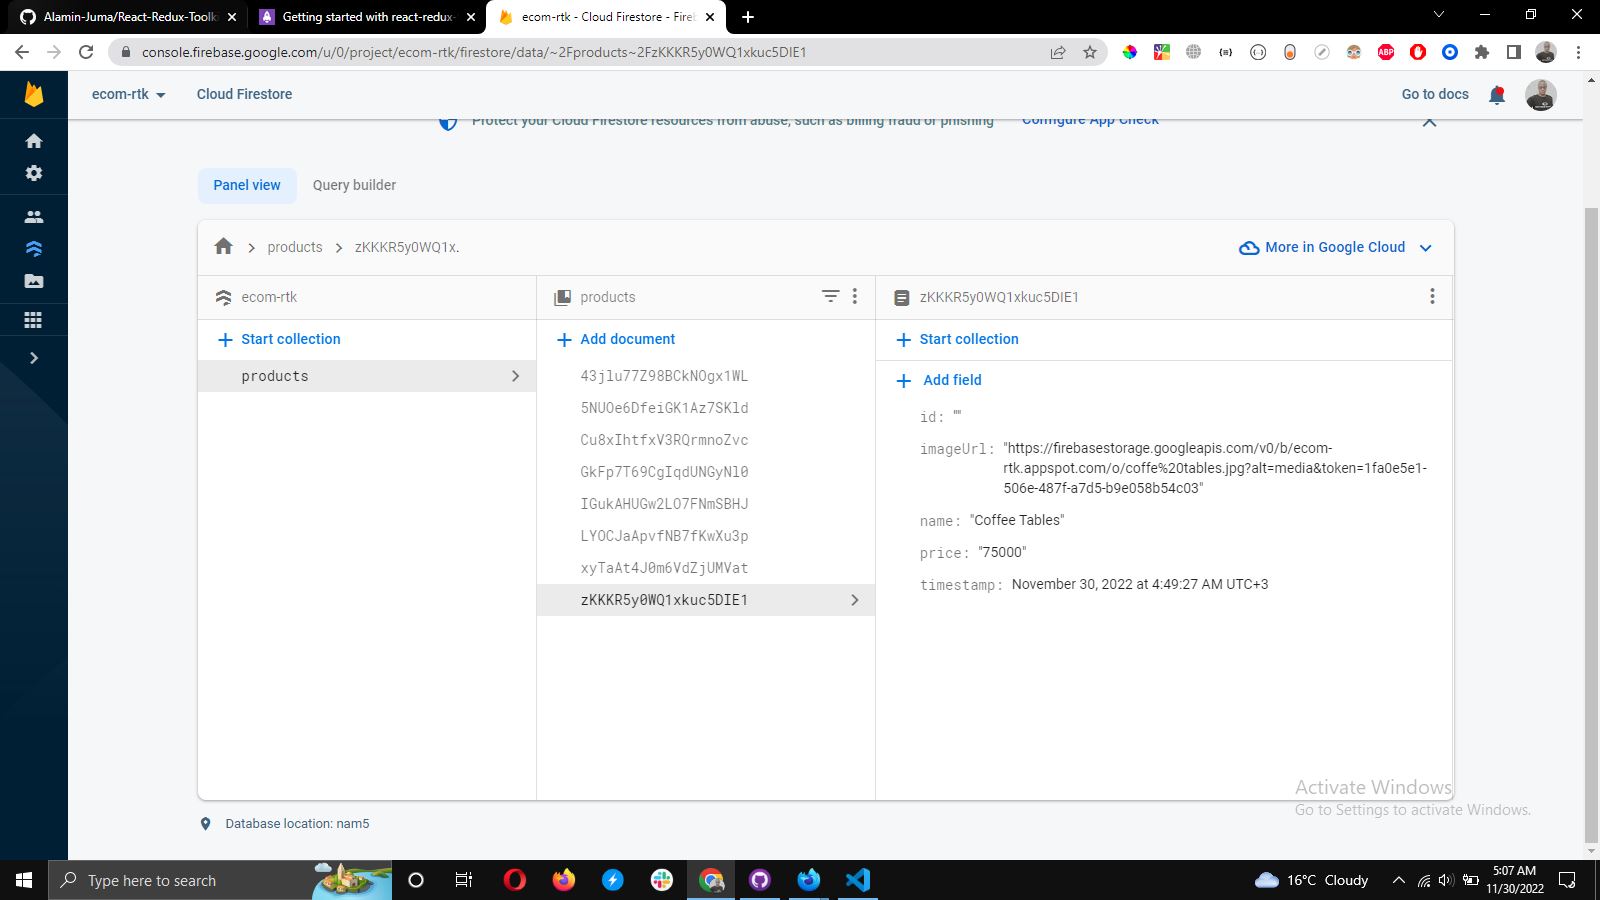 Alamin-Juma/React-Redux-Toolki
Getting started with react-redux-
ecom-rtk - Cloud Firestore - Fireb
console.firebase.google.com/u/0/project/ecom-rtk/firestore/data/~2Fproducts~2FzKKKR5y0WQ1xkuc5DIE1
ABP
ecom-rtk
Cloud Firestore
Go to docs
Protect your Cloud Firestore resources from abuse, such as billing fraud or phishing
Configure App Check
Panel view
Query builder
products
zKKKR5y0WQ1x.
More in Google Cloud
ecom-rtk
products
zKKKR5y0WQ1xkuc5DIE1
Start collection
Add document
Start collection
products
43jlu77Z98BCkNOgx1WL
Add field
5NUOe6DfeiGK1Az7SKld
id: ""
Cu8xIhtfxV3RQrmnoZvc
imageUrl: "https://firebasestorage.googleapis.com/v0/b/ecom-
rtk.appspot.com/o/coffe%20tables.jpg?alt=media&token=1fa0e5e1-
506e-487f-a7d5-b9e058b54c03"
GkFp7T69CgIqdUNGyNl0
IGukAHUGw2LO7FNmSBHJ
name: "Coffee Tables"
LYOCJaApvfNB7fKwXu3p
price: "75000"
xyTaAt4J0m6VdZjUMVat
timestamp: November 30, 2022 at 4:49:27 AM UTC+3
zKKKR5y0WQ1xkuc5DIE1
Activate Windows
Go to Settings to activate Windows.
Database location: nam5
Type here to search
16°C Cloudy
5:07 AM
11/30/2022